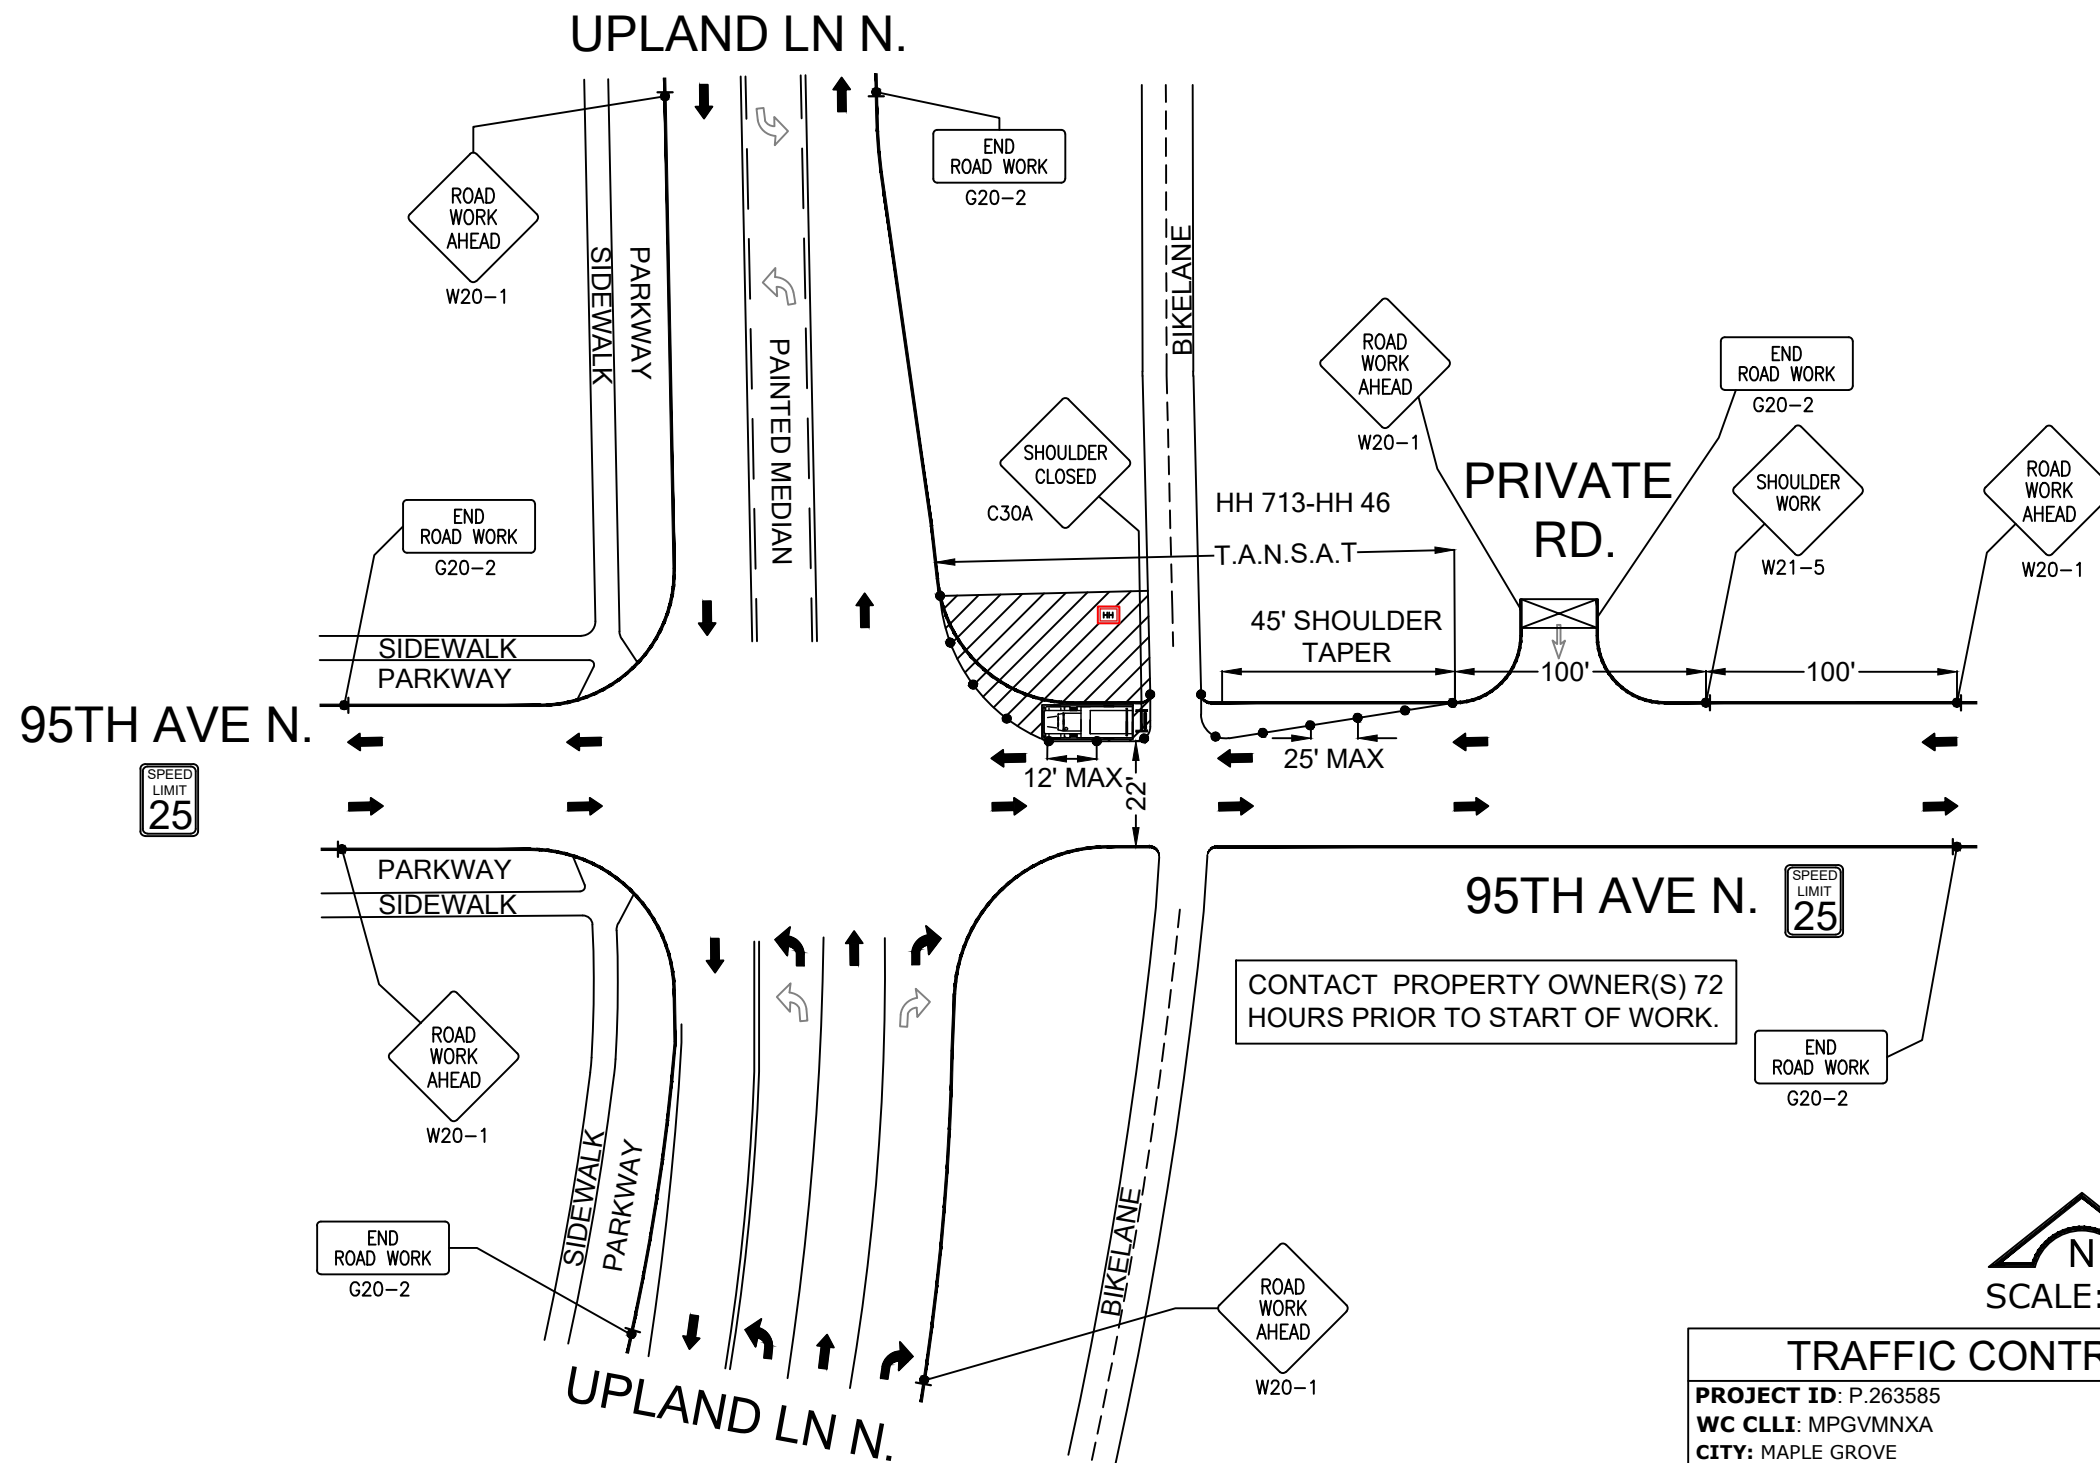 UPLAND LN N.
END
ROAD WORK
G20-2
ROAD
WORK
AHEAD
W20-1
SIDEWALK
PARKWAY
PAINTED MEDIAN
BIKELANE
ROAD
WORK
AHEAD
W20-1
END
ROAD WORK
G20-2
SHOULDER
CLOSED
C30A
HH 713-HH 46
PRIVATE
RD.
SHOULDER
WORK
W21-5
ROAD
WORK
AHEAD
W20-1
END
ROAD WORK
G20-2
T.A.N.S.A.T
HH
45' SHOULDER
TAPER
100'
100'
SIDEWALK
PARKWAY
95TH AVE N.
SPEED
LIMIT
25
12' MAX
22'
25' MAX
PARKWAY
SIDEWALK
95TH AVE N.
SPEED
LIMIT
25
CONTACT PROPERTY OWNER(S) 72
HOURS PRIOR TO START OF WORK.
ROAD
WORK
AHEAD
W20-1
END
ROAD WORK
G20-2
SIDEWALK
PARKWAY
BIKELANE
END
ROAD WORK
G20-2
ROAD
WORK
AHEAD
W20-1
UPLAND LN N.
N
SCALE:
TRAFFIC CONTR
PROJECT ID: P.263585
WC CLLI: MPGVMNXA
CITY: MAPLE GROVE